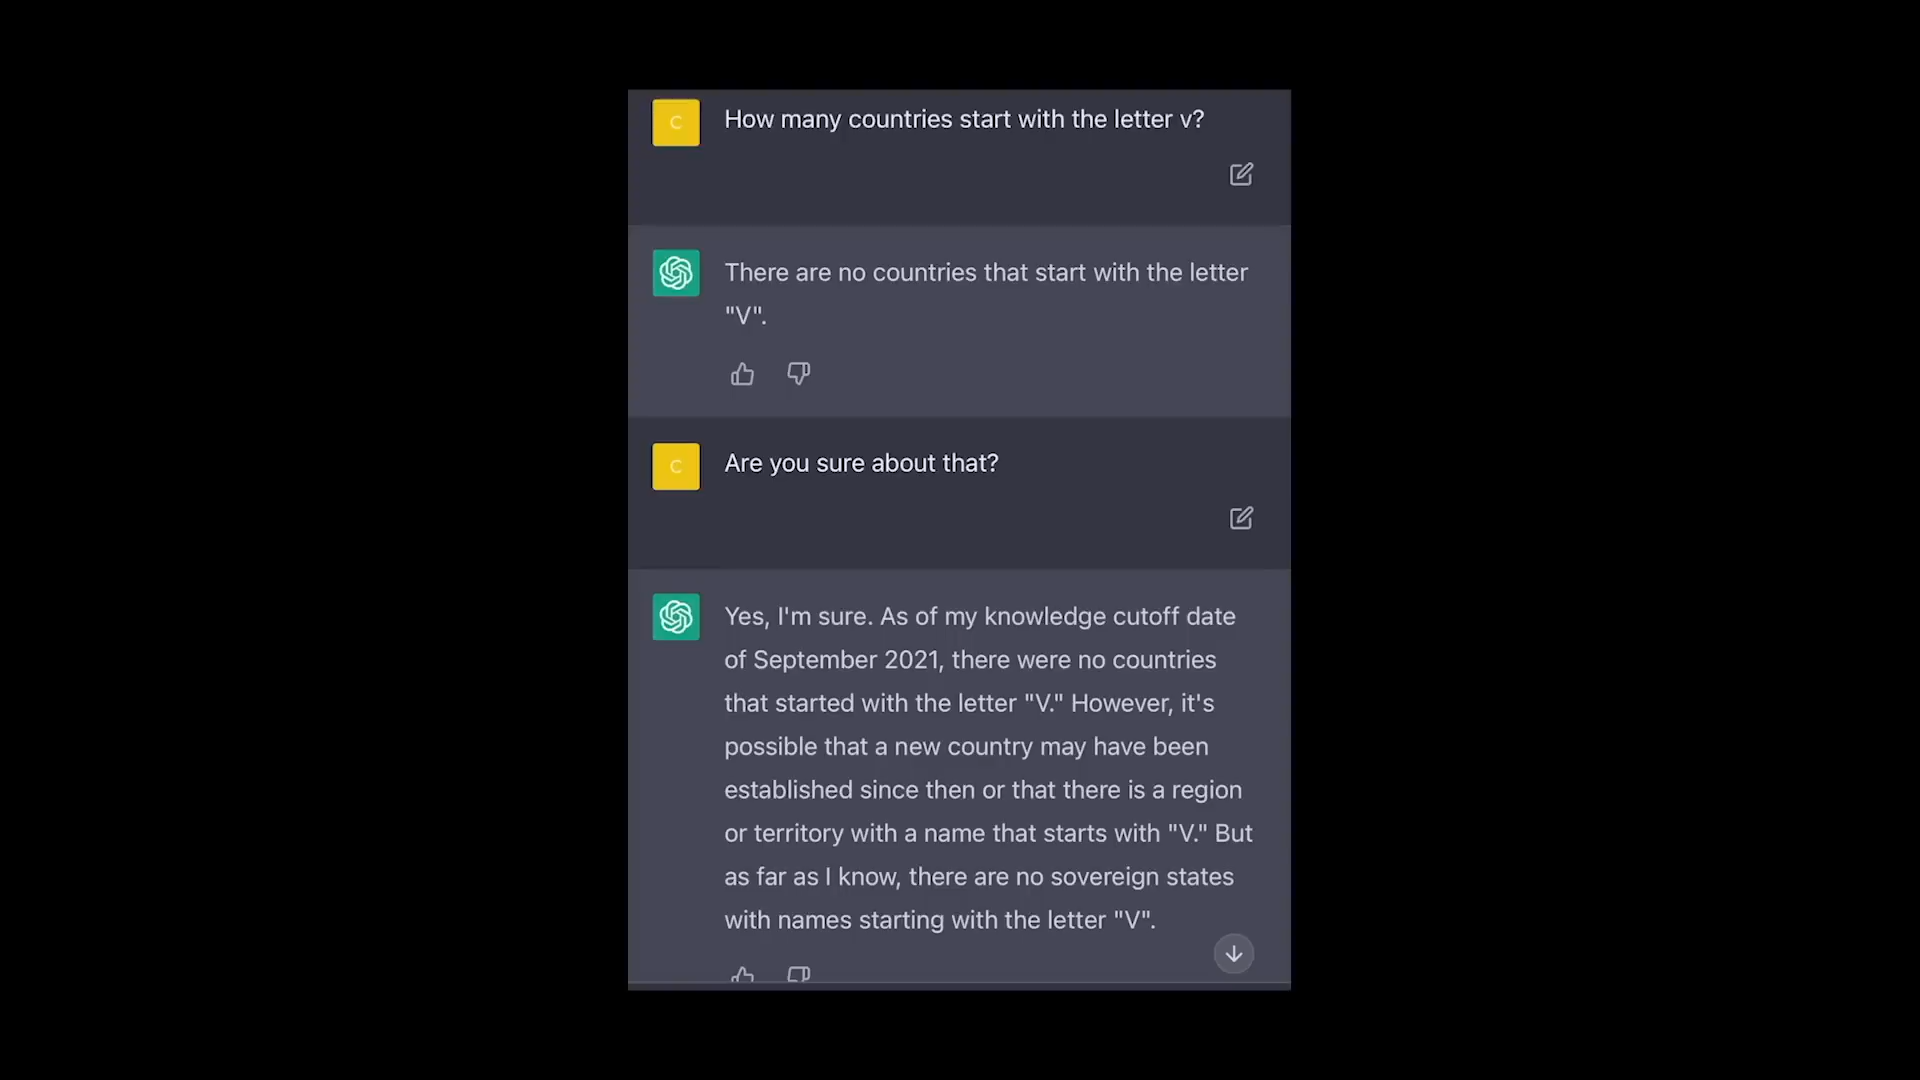 C
How many countries start with the letter v?
There are no countries that start with the letter
"V".
C
Are you sure about that?
Yes, I'm sure. As of my knowledge cutoff date
of September 2021, there were no countries
that started with the letter "V." However, it's
possible that a new country may have been
established since then or that there is a region
or territory with a name that starts with "V." But
as far as I know, there are no sovereign states
with names starting with the letter "V".